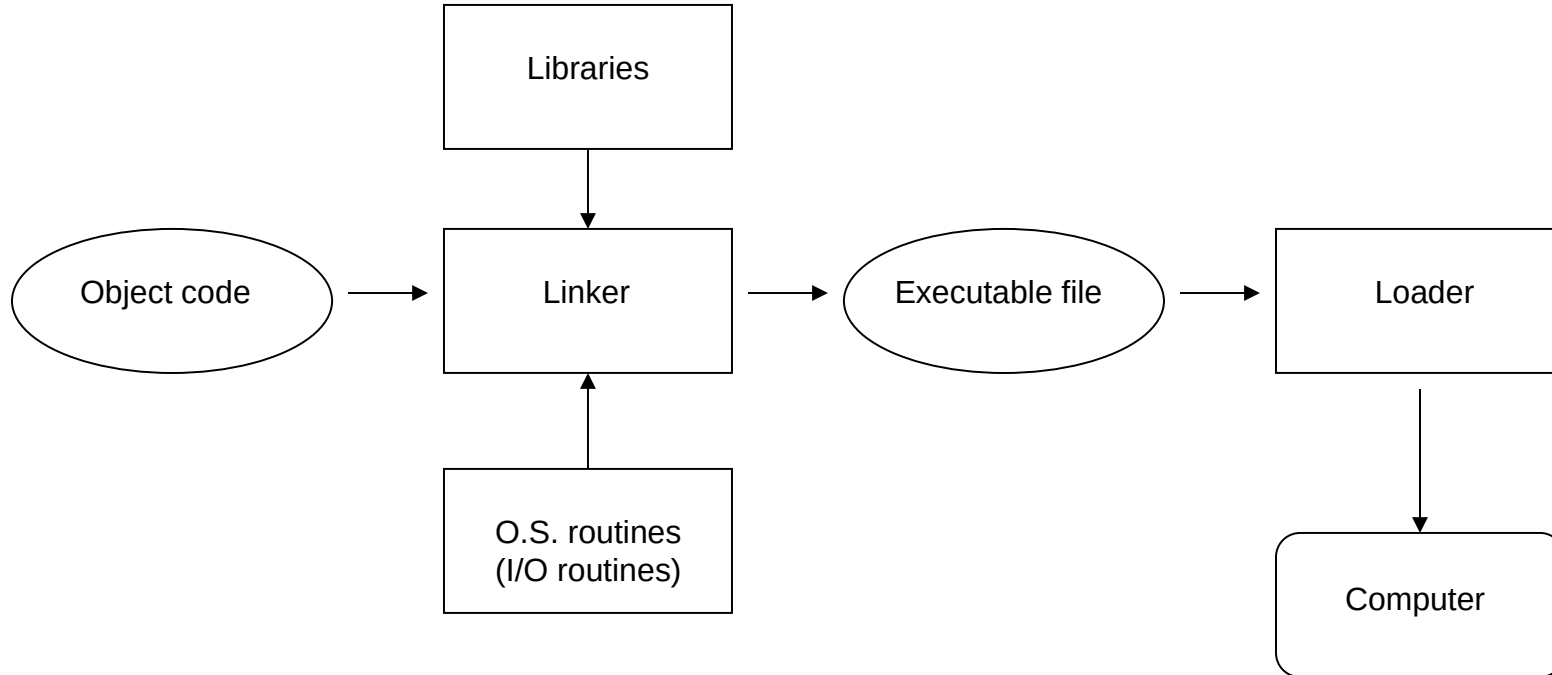 Libraries
Object code
Linker
Executable file
Loader
O.S. routines
(I/O routines)
Computer